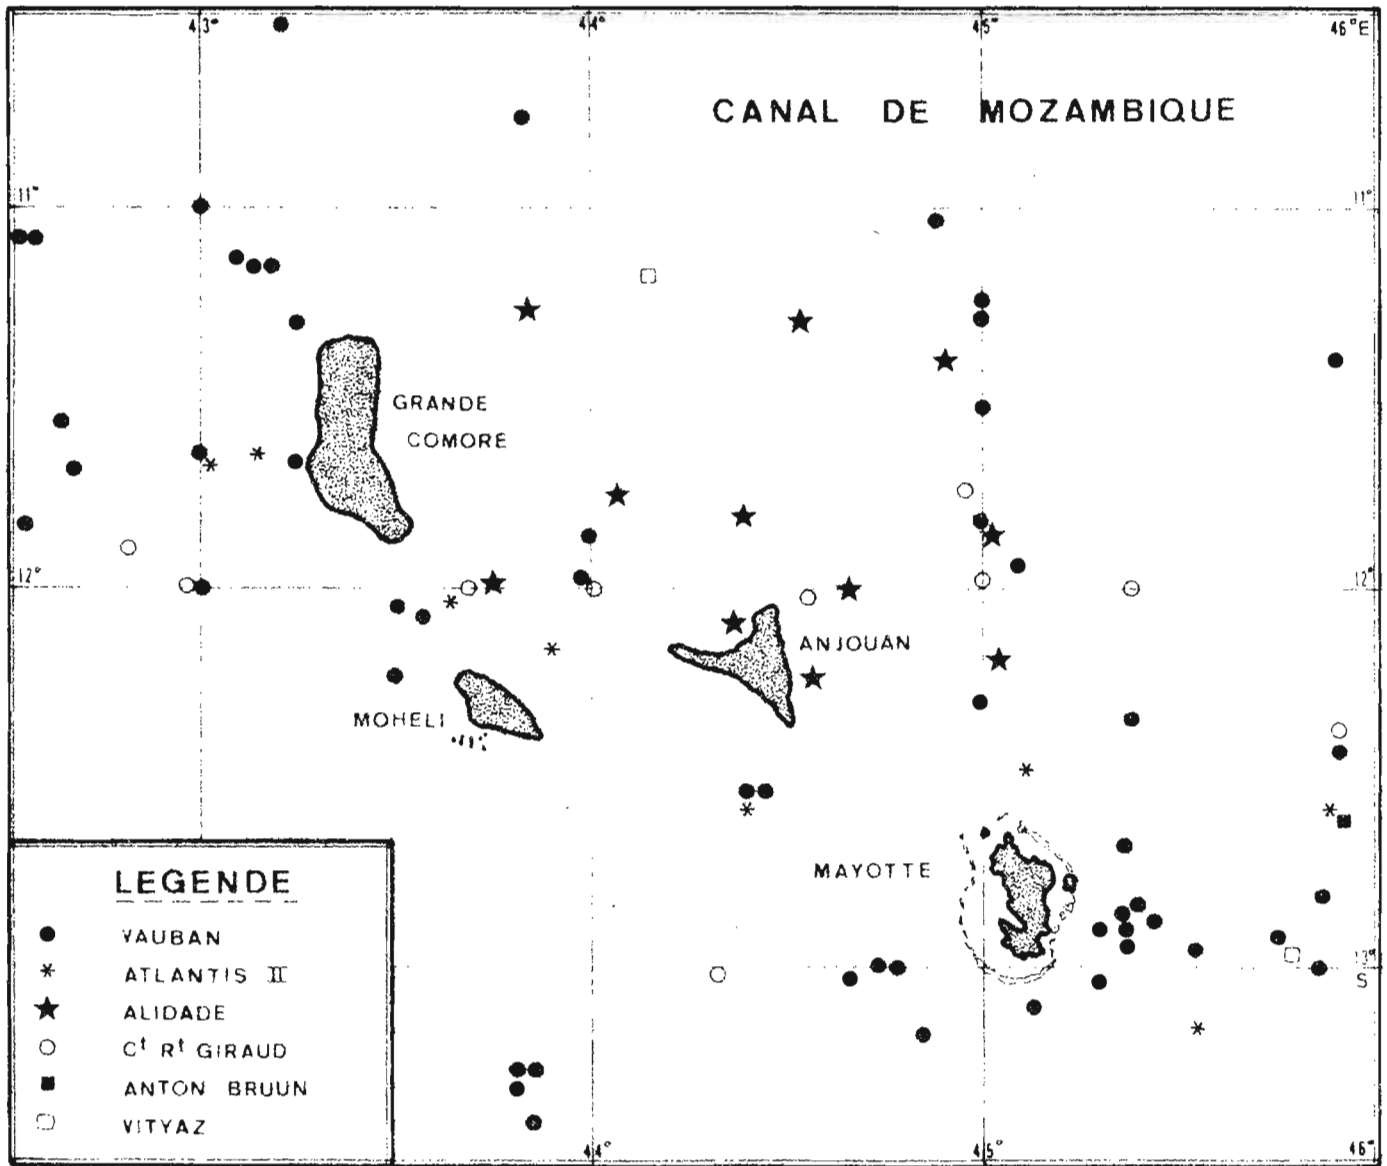 43° 44° 45° 46°E
CANAL DE MOZAMBIQUE
11° 11°
GRANDE
COMORE
12° 12°
ANJOUAN
MOHELI
MAYOTTE
13°
S
LEGENDE
VAUBAN
ATLANTIS II
ALIDADE
Ct Rt GIRAUD
ANTON BRUUN
VITYAZ
44° 45° 46°